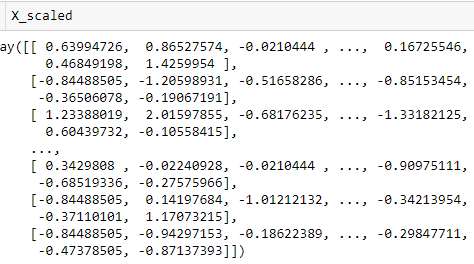 X_scaled
ay([[ 0.63994726, 0.86527574, -0.0210444 , ..., 0.16725546,
0.46849198, 1.4259954 ],
[-0.84488505, -1.20598931, -0.51658286, ..., -0.85153454,
-0.36506078, -0.19067191],
[ 1.23388019, 2.01597855, -0.68176235, ..., -1.33182125,
0.60439732, -0.10558415],
...,
[ 0.3429808 , -0.02240928, -0.0210444 , ..., -0.90975111,
-0.68519336, -0.27575966],
[-0.84488505, 0.14197684, -1.01212132, ..., -0.34213954,
-0.37110101, 1.17073215],
[-0.84488505, -0.94297153, -0.18622389, ..., -0.29847711,
-0.47378505, -0.87137393]])